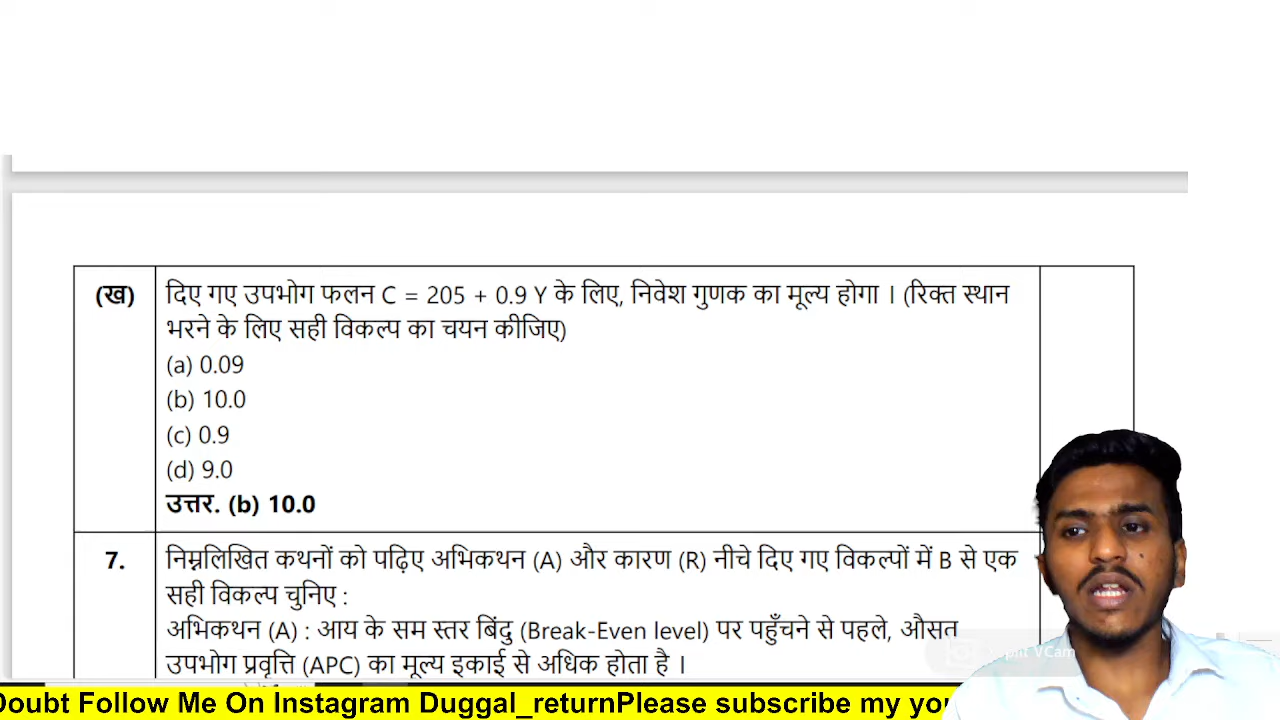 (ख) दिए गए उपभोग फलन C = 205 + 0.9 Y के लिए, निवेश गुणक का मूल्य होगा । (रिक्त स्थान
भरने के लिए सही विकल्प का चयन कीजिए)
(a) 0.09
(b) 10.0
(c) 0.9
(d) 9.0
उत्तर. (b) 10.0
7. निम्नलिखित कथनों को पढ़िए अभिकथन (A) और कारण (R) नीचे दिए गए विकल्पों में B से एक
सही विकल्प चुनिए :
अभिकथन (A) : आय के सम स्तर बिंदु (Break-Even level) पर पहुँचने से पहले, औसत
उपभोग प्रवृत्ति (APC) का मूल्य इकाई से अधिक होता है ।
VCam
Doubt Follow Me On Instagram Duggal_returnPlease subscribe my